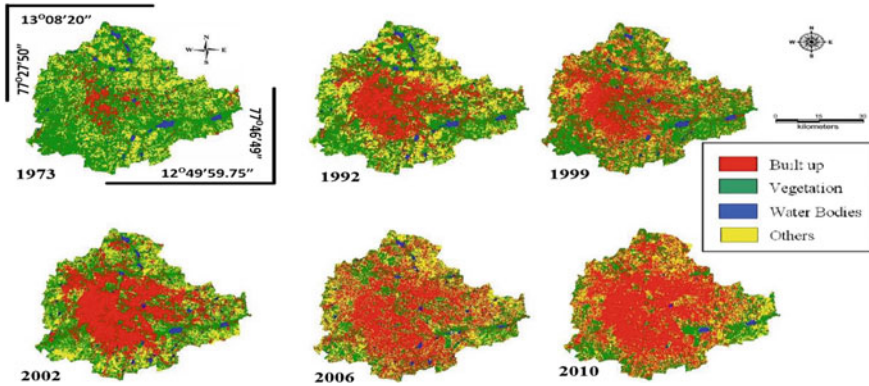 13°08'20"
77°27'50"
N
W E
S
77°46'49"
12°49'59.75"
1973
1992
1999
N
W E
S
0 15 30
kilometers
Built up
Vegetation
Water Bodies
Others
2002
2006
2010